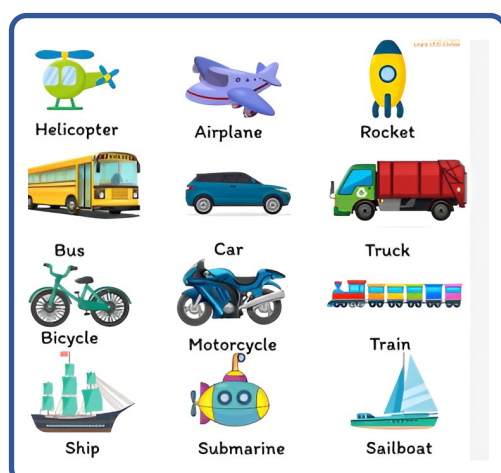 Helicopter
Airplane
Rocket
Bus
Car
Truck
Bicycle
Motorcycle
Train
Ship
Submarine
Sailboat